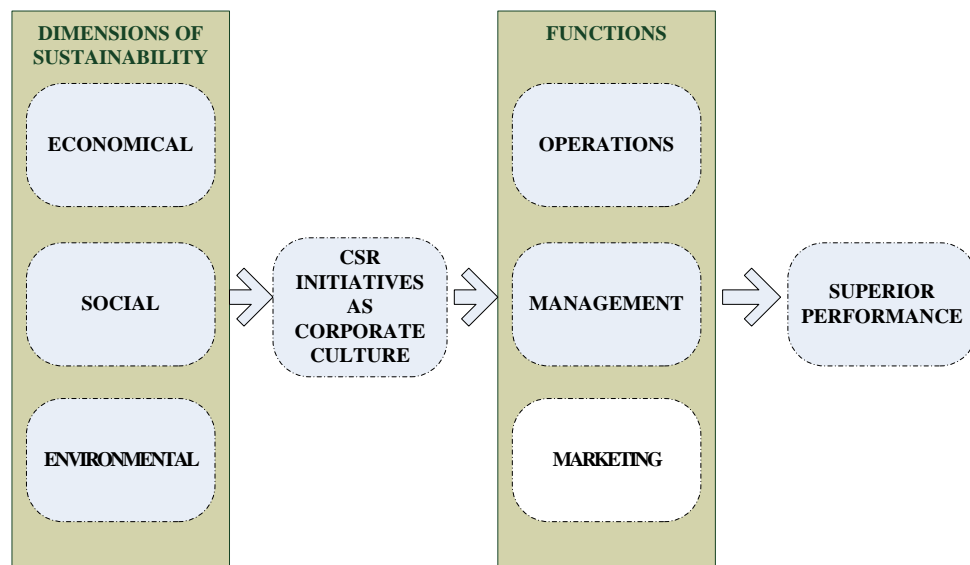 DIMENSIONS OF
SUSTAINABILITY
ECONOMICAL
SOCIAL
ENVIRONMENTAL
CSR
INITIATIVES
AS
CORPORATE
CULTURE
FUNCTIONS
OPERATIONS
MANAGEMENT
MARKETING
SUPERIOR
PERFORMANCE